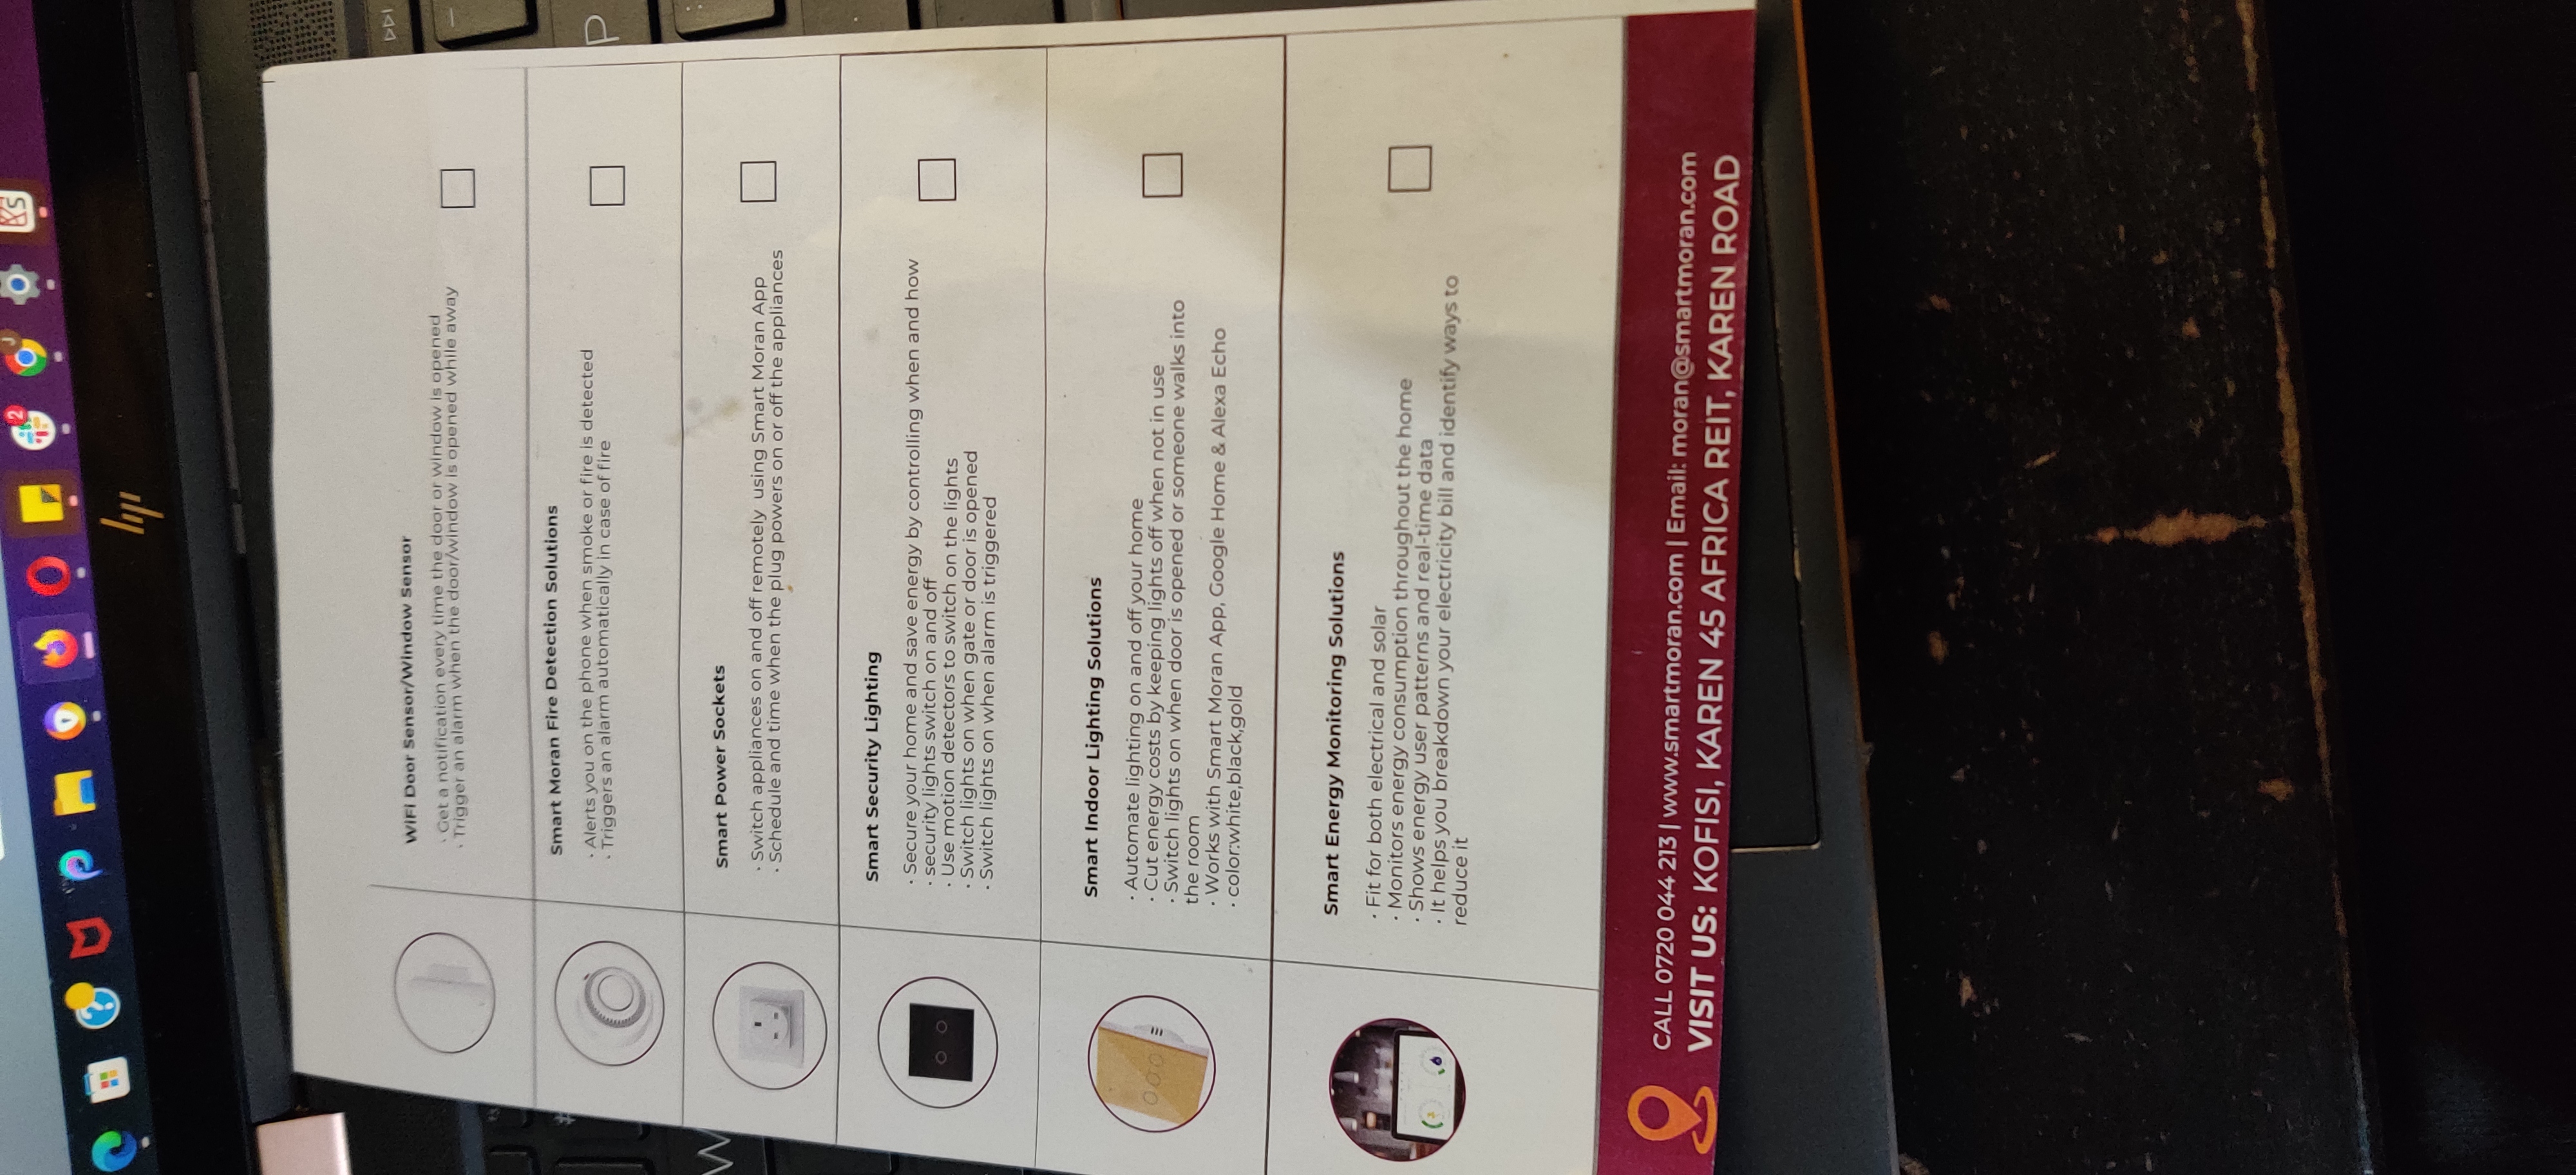 2
J
KS
hp
WiFi Door Sensor/Window Sensor
· Get a notification every time the door or window is opened
· Trigger an alarm when the door/window is opened while away
Smart Moran Fire Detection Solutions
· Alerts you on the phone when smoke or fire is detected
· Triggers an alarm automatically in case of fire
P
W
Smart Power Sockets
· Switch appliances on and off remotely using Smart Moran App
· Schedule and time when the plug powers on or off the appliances
Smart Security Lighting
· Secure your home and save energy by controlling when and how
· security lights switch on and off
· Use motion detectors to switch on the lights
· Switch lights on when gate or door is opened
· Switch lights on when alarm is triggered
Smart Indoor Lighting Solutions
· Automate lighting on and off your home
· Cut energy costs by keeping lights off when not in use
· Switch lights on when door is opened or someone walks into
the room
· Works with Smart Moran App, Google Home & Alexa Echo
· color:white,black,gold
Smart Energy Monitoring Solutions
· Fit for both electrical and solar
· Monitors energy consumption throughout the home
· Shows energy user patterns and real-time data
· It helps you breakdown your electricity bill and identify ways to
reduce it
CALL 0720 044 213 | www.smartmoran.com | Email: moran@smartmoran.com
VISIT US: KOFISI, KAREN 45 AFRICA REIT, KAREN ROAD